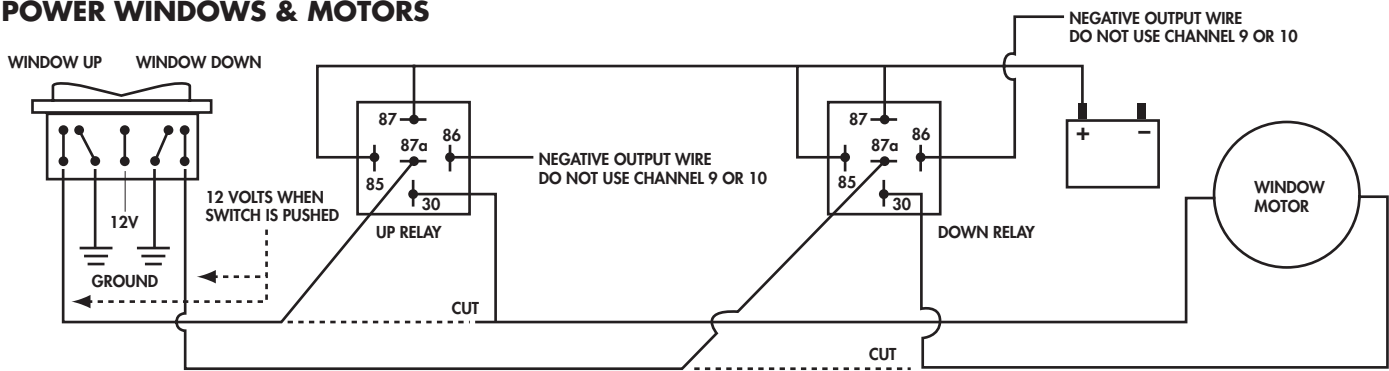 POWER WINDOWS & MOTORS
NEGATIVE OUTPUT WIRE
DO NOT USE CHANNEL 9 OR 10
WINDOW UP
WINDOW DOWN
87
87a
86
85
30
UP RELAY
NEGATIVE OUTPUT WIRE
DO NOT USE CHANNEL 9 OR 10
87
87a
86
85
30
DOWN RELAY
+ –
WINDOW
MOTOR
12 VOLTS WHEN
SWITCH IS PUSHED
12V
GROUND
CUT
CUT